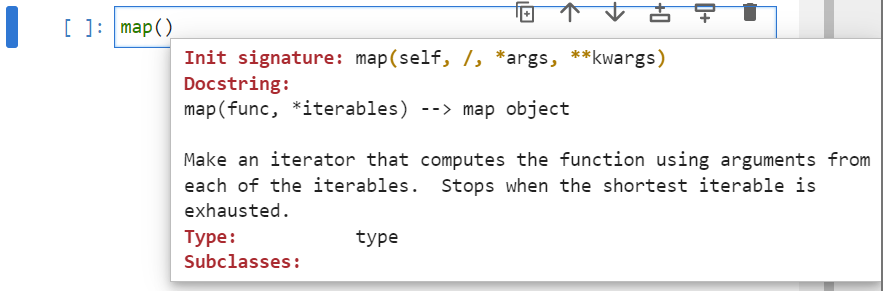 [ ]: map()
Init signature: map(self, /, *args, **kwargs)
Docstring:
map(func, *iterables) --> map object
Make an iterator that computes the function using arguments from
each of the iterables.  Stops when the shortest iterable is
exhausted.
Type:           type
Subclasses: